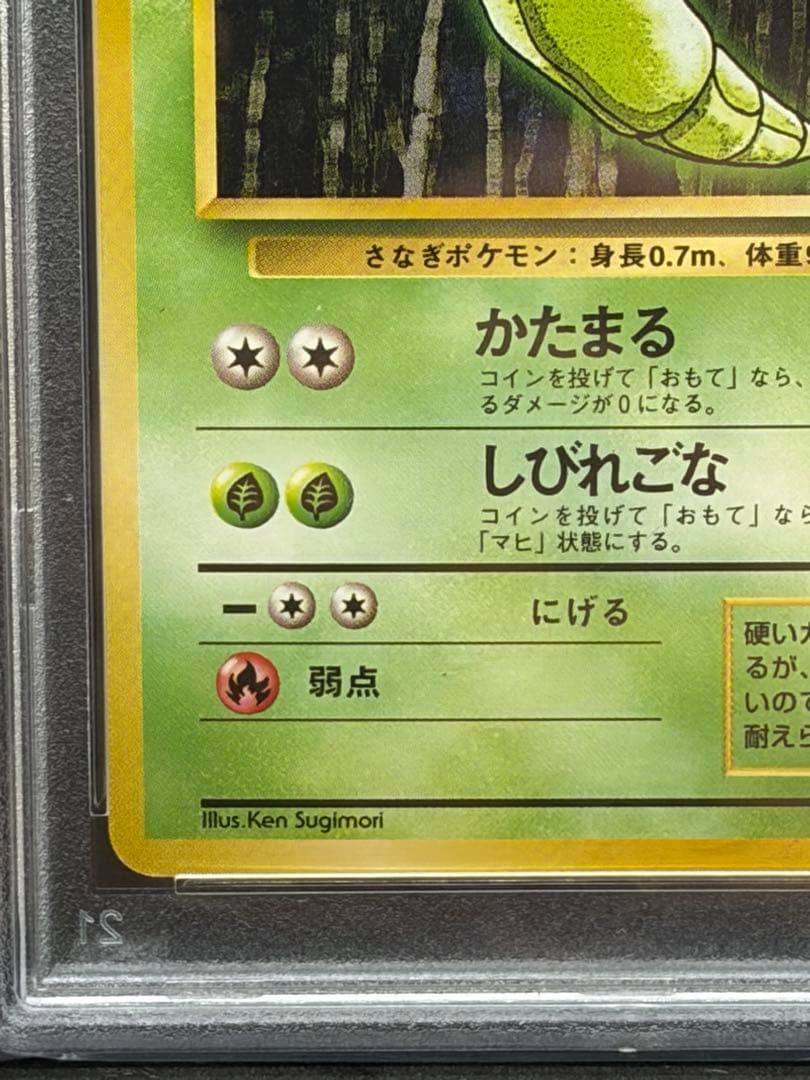 さなぎポケモン：身長0.7m、体重9
かたまる
コインを投げて「おもて」なら、
るダメージが0になる。
しびれごな
コインを投げて「おもて」なら
「マヒ」状態にする。
にげる
弱点
硬い
るが、
いので
耐えら
Illus.Ken Sugimori
21